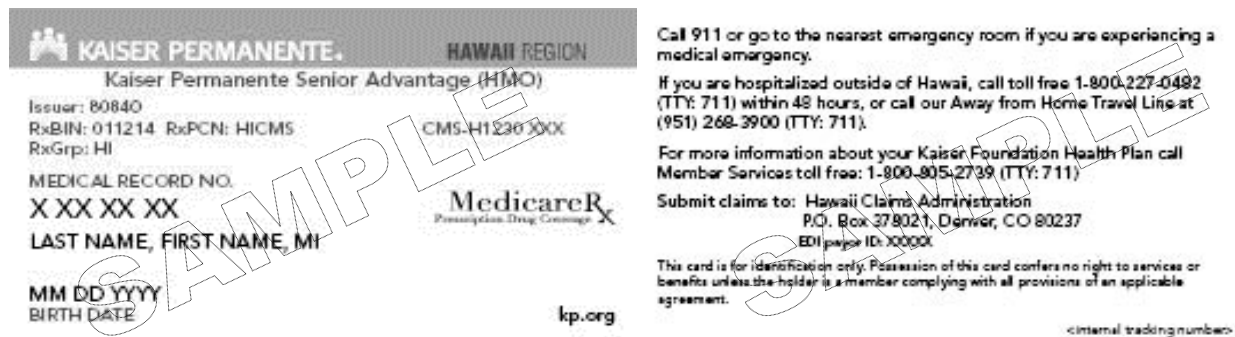 KAISER PERMANENTE®
HAWAII REGION
Kaiser Permanente Senior Advantage (HMO)
Issuer: 80840
RxBIN: 011214 RxPCN: HICMS
CMS-H1230 XXX
RxGrp: HI
MEDICAL RECORD NO.
X XX XX XX
MedicareRx
Prescription Drug Coverage
LAST NAME, FIRST NAME, MI
MM DD YYYY
BIRTH DATE
kp.org
SAMPLE
Call 911 or go to the nearest emergency room if you are experiencing a
medical emergency.
If you are hospitalized outside of Hawaii, call toll free 1-800-227-0482
(TTY: 711) within 48 hours, or call our Away from Home Travel Line at
(951) 268-3900 (TTY: 711).
For more information about your Kaiser Foundation Health Plan call
Member Services toll free: 1-800-805-2739 (TTY: 711)
Submit claims to: Hawaii Claims Administration
P.O. Box 378021, Denver, CO 80237
EDI payor ID: XXXXX
This card is for identification only. Possession of this card confers no right to services or
benefits unless the holder is a member complying with all provisions of an applicable
agreement.
<internal tracking number>
SAMPLE